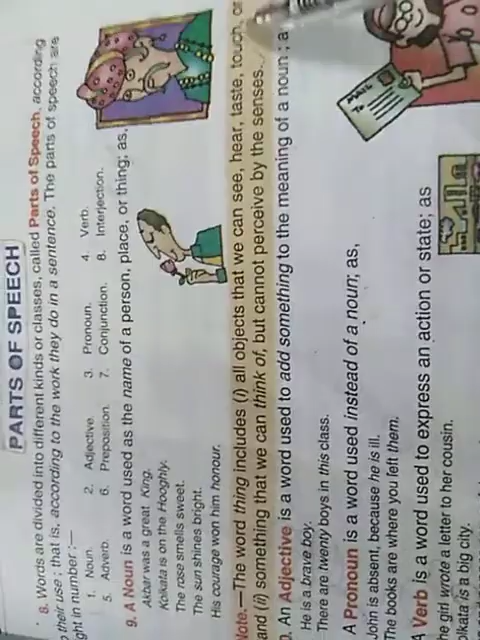 PARTS OF SPEECH
8. Words are divided into different kinds or classes, called Parts of Speech, according
their use; that is, according to the work they do in a sentence. The parts of speech are
ght in number :—
1. Noun. 2. Adjective. 3. Pronoun. 4. Verb.
5. Adverb. 6. Preposition. 7. Conjunction. 8. Interjection.
9. A Noun is a word used as the name of a person, place, or thing; as,
Akbar was a great King.
Kolkata is on the Hooghly.
The rose smells sweet.
The sun shines bright.
His courage won him honour.
Note.—The word thing includes (i) all objects that we can see, hear, taste, touch, or
and (ii) something that we can think of, but cannot perceive by the senses.
An Adjective is a word used to add something to the meaning of a noun ; a
He is a brave boy.
There are twenty boys in this class.
A Pronoun is a word used instead of a noun; as,
John is absent, because he is ill.
The books are where you left them.
A Verb is a word used to express an action or state; as
he girl wrote a letter to her cousin.
olkata is a big city.
MAIL
To